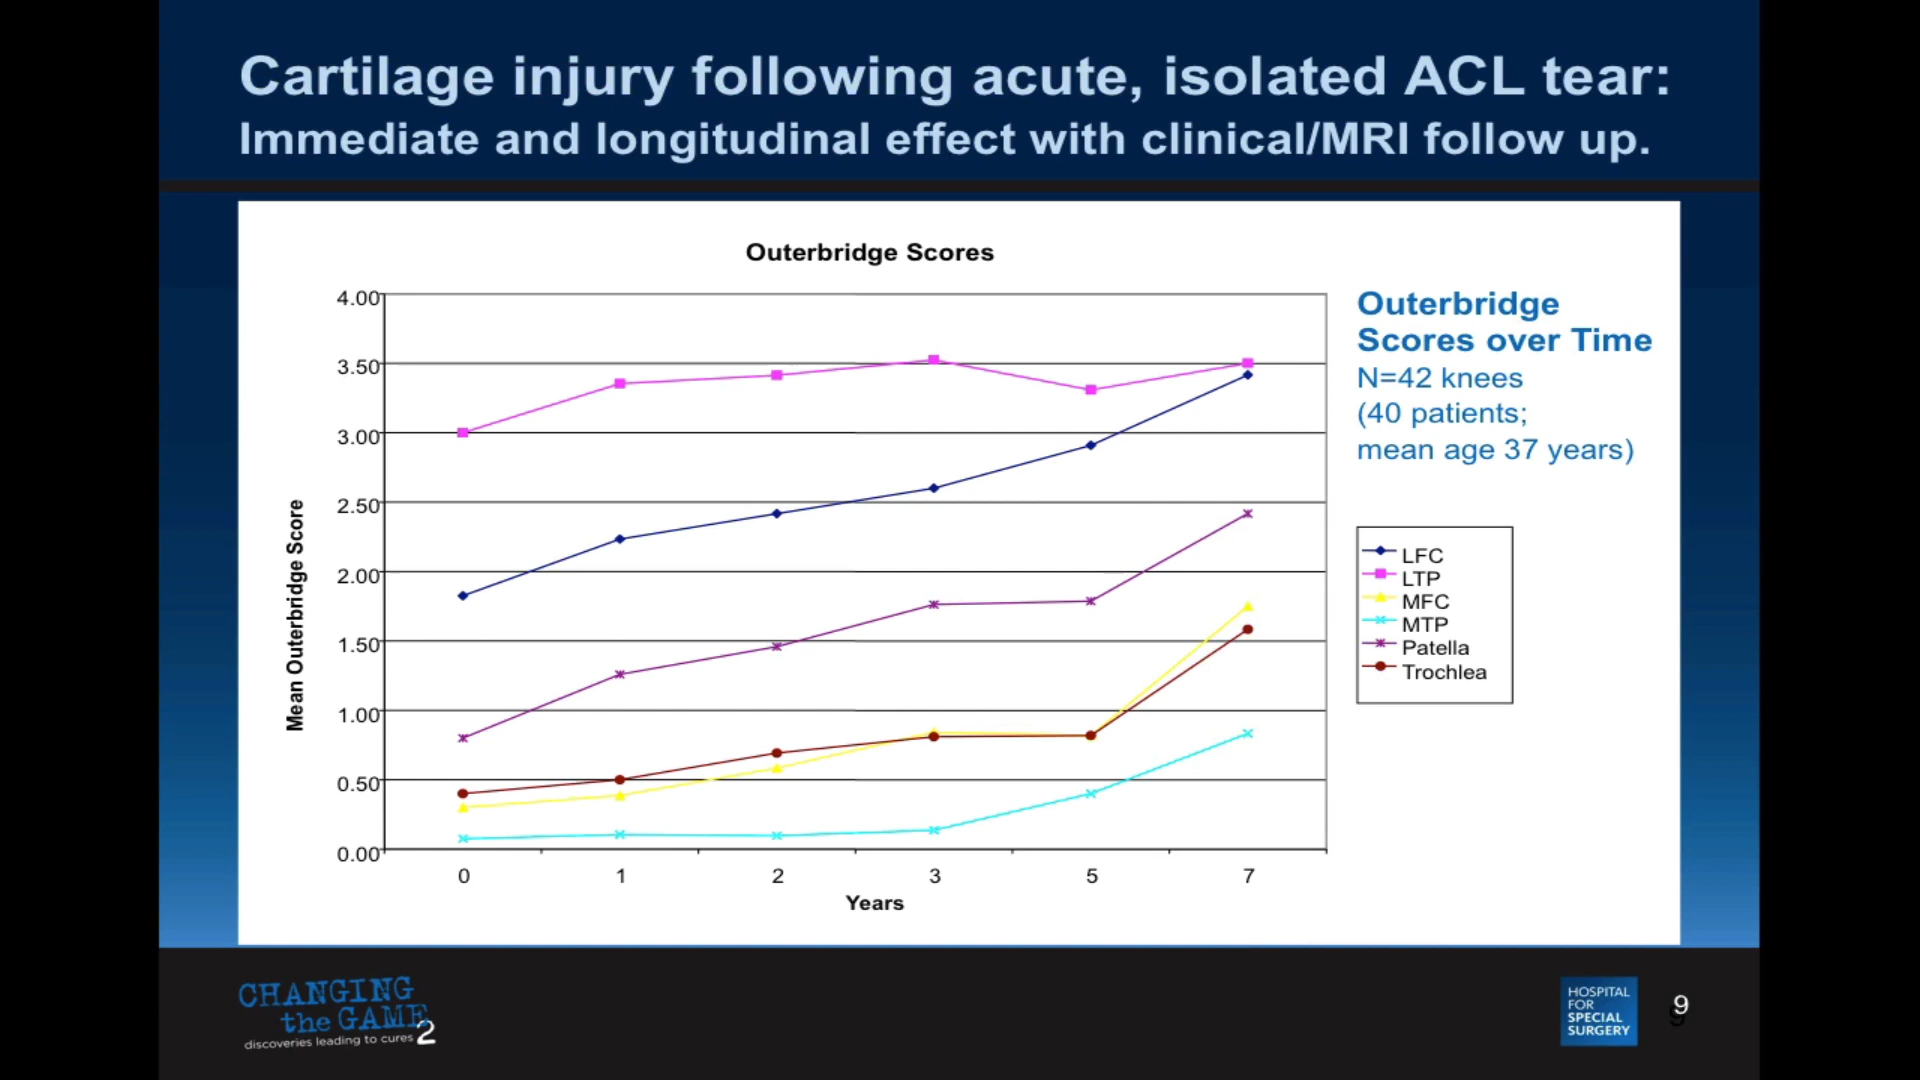 Cartilage injury following acute, isolated ACL tear:
Immediate and longitudinal effect with clinical/MRI follow up.
Outerbridge Scores
4.00
3.50
3.00
2.50
2.00
1.50
1.00
0.50
0.00
Mean Outerbridge Score
0 1 2 3 5 7
Years
Outerbridge
Scores over Time
N=42 knees
(40 patients;
mean age 37 years)
LFC
LTP
MFC
MTP
Patella
Trochlea
CHANGING
the GAME 2
discoveries leading to cures
HOSPITAL
FOR
SPECIAL
SURGERY
9